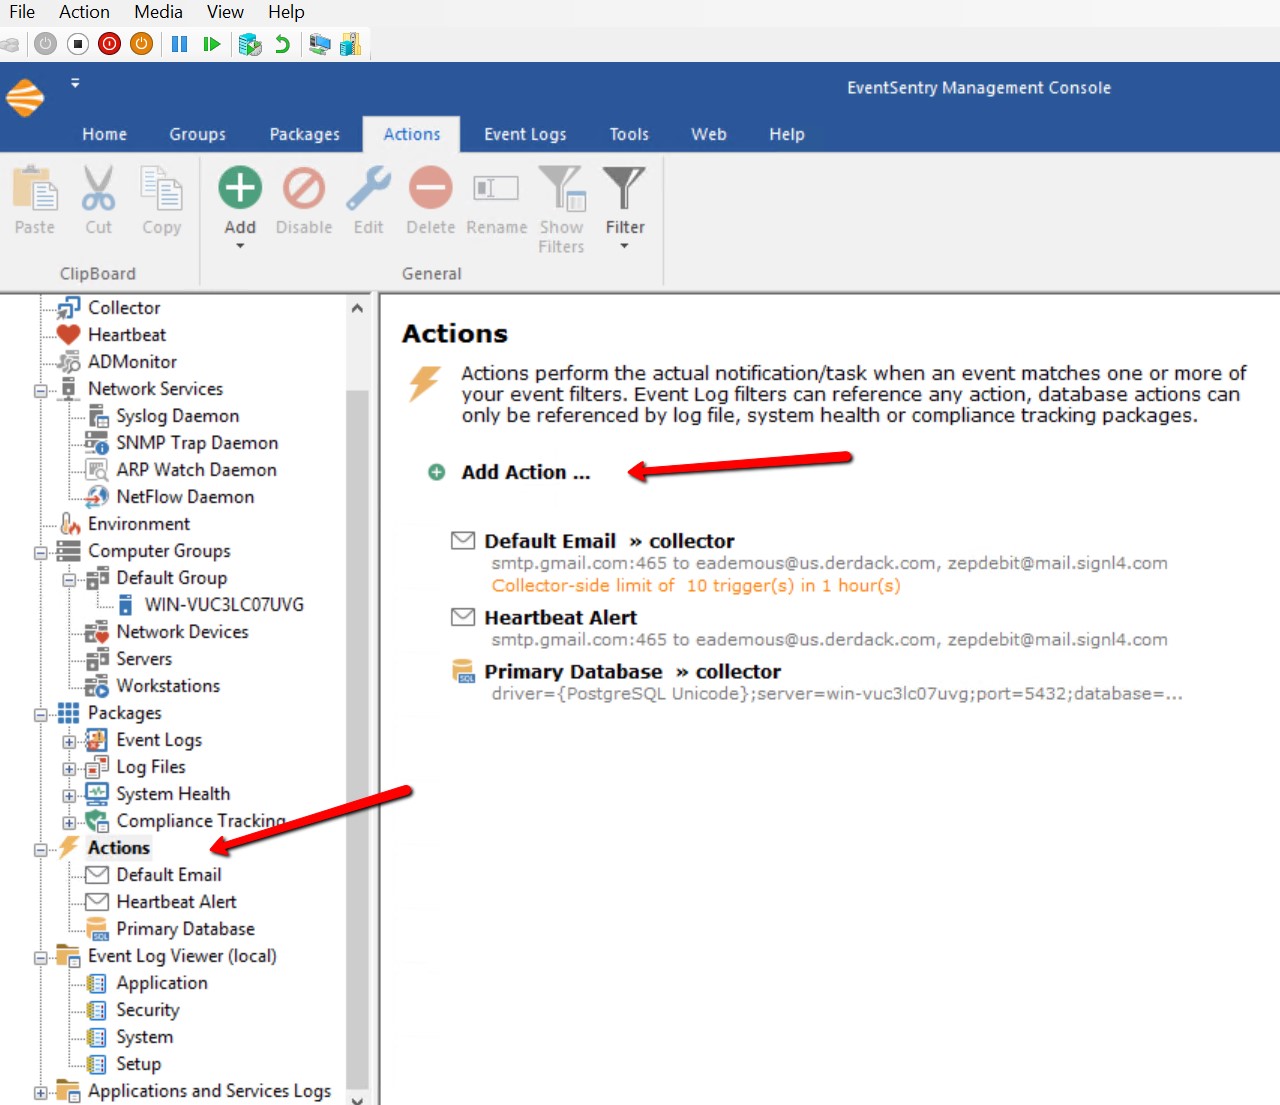 File Action Media View Help
EventSentry Management Console
Home Groups Packages Actions Event Logs Tools Web Help
Paste Cut Copy Add Disable Edit Delete Rename Show Filters Filter
ClipBoard General
Collector
Heartbeat
ADMonitor
Network Services
Syslog Daemon
SNMP Trap Daemon
ARP Watch Daemon
NetFlow Daemon
Environment
Computer Groups
Default Group
WIN-VUC3LC07UVG
Network Devices
Servers
Workstations
Packages
Event Logs
Log Files
System Health
Compliance Tracking
Actions
Default Email
Heartbeat Alert
Primary Database
Event Log Viewer (local)
Application
Security
System
Setup
Applications and Services Logs
Actions
Actions perform the actual notification/task when an event matches one or more of
your event filters. Event Log filters can reference any action, database actions can
only be referenced by log file, system health or compliance tracking packages.
Add Action ...
Default Email » collector
smtp.gmail.com:465 to eademous@us.derdack.com, zepdebit@mail.signl4.com
Collector-side limit of 10 trigger(s) in 1 hour(s)
Heartbeat Alert
smtp.gmail.com:465 to eademous@us.derdack.com, zepdebit@mail.signl4.com
Primary Database » collector
driver={PostgreSQL Unicode};server=win-vuc3lc07uvg;port=5432;database=...